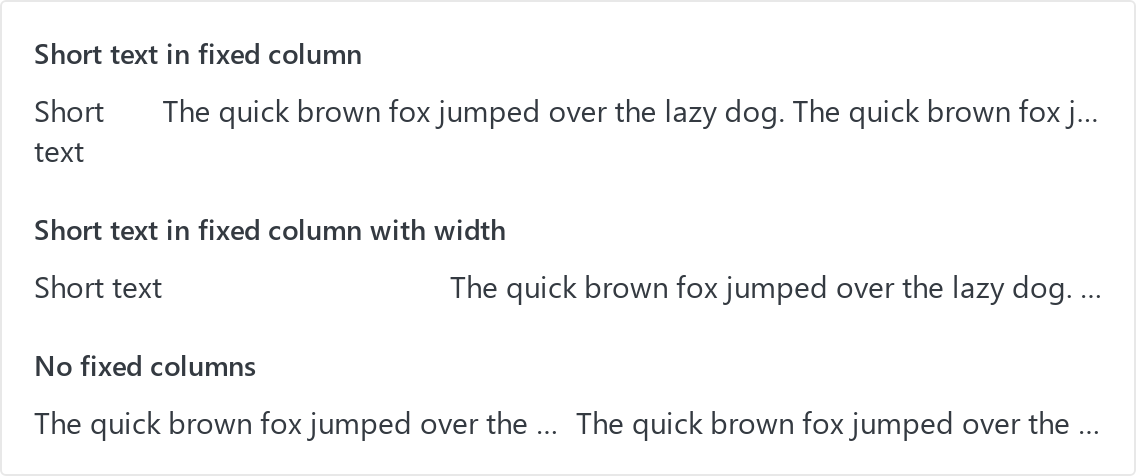 Short text in fixed column
Short The quick brown fox jumped over the lazy dog. The quick brown fox j...
text
Short text in fixed column with width
Short text The quick brown fox jumped over the lazy dog. ...
No fixed columns
The quick brown fox jumped over the ... The quick brown fox jumped over the ...